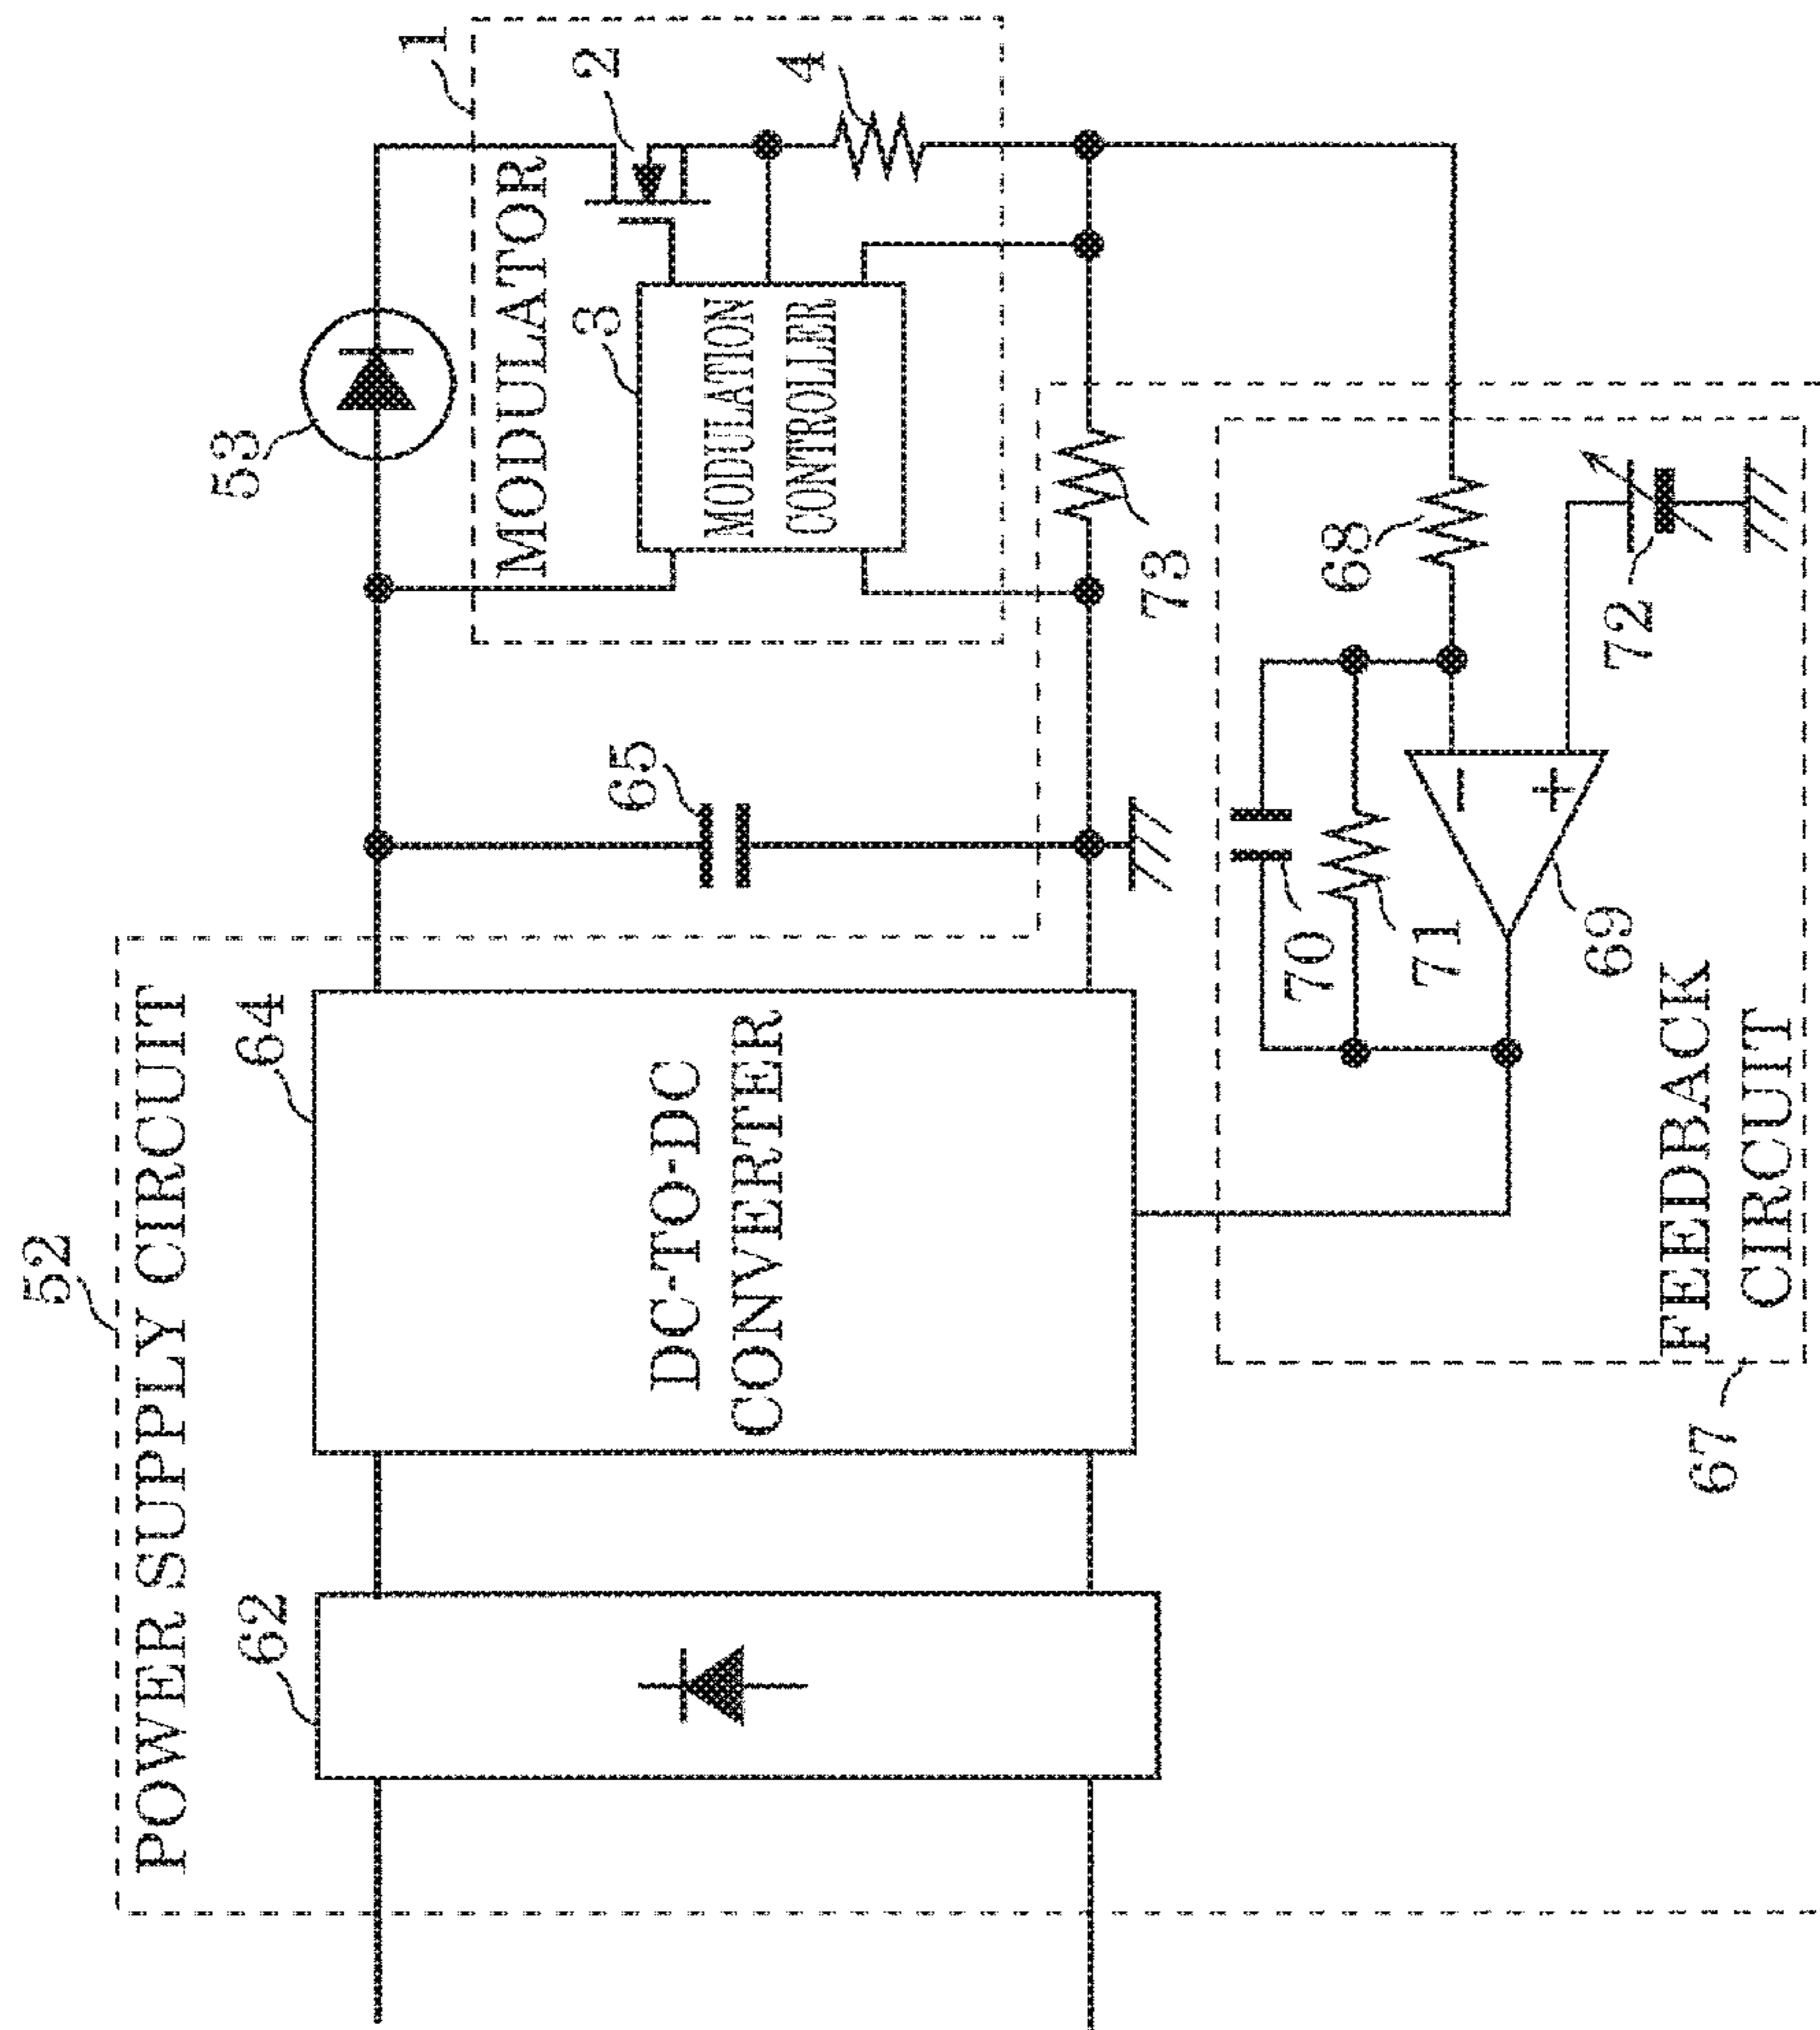 52
POWER SUPPLY CIRCUIT
62
64
DC-TO-DC
CONVERTER
65
53
1
MODULATOR
2
3
MODULATION
CONTROLLER
4
73
68
70
71
69
72
FEEDBACK
CIRCUIT
67
−
+